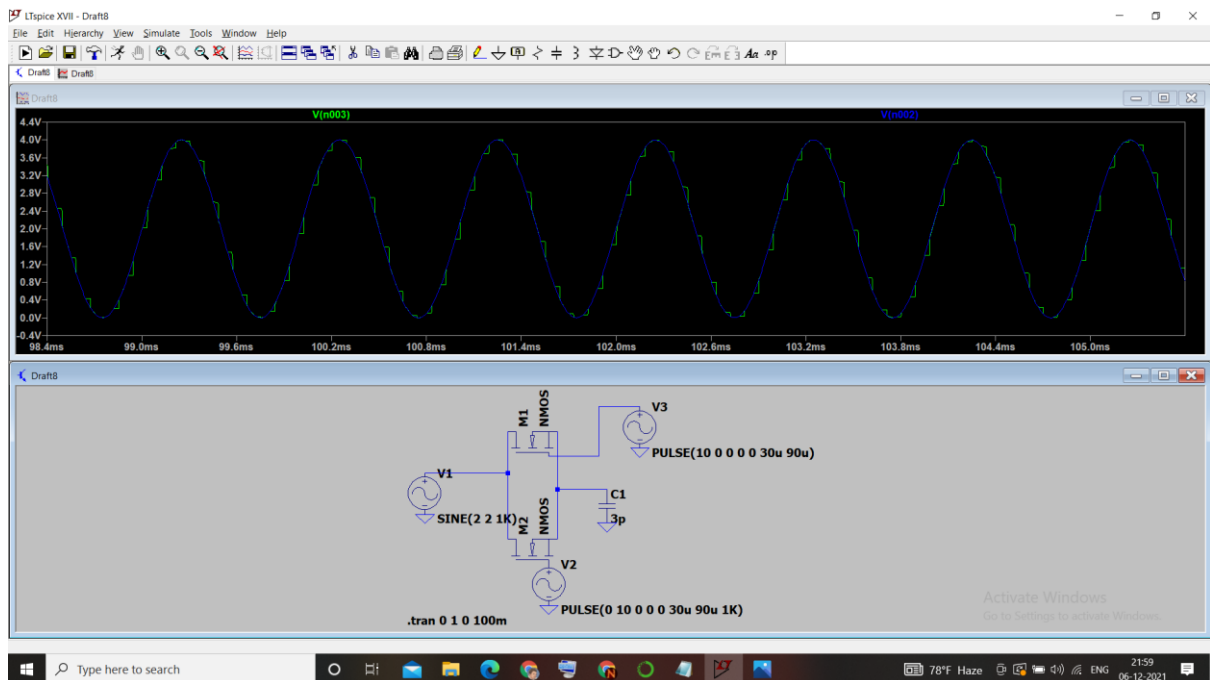 LTspice XVII - Draft8
File Edit Hierarchy View Simulate Tools Window Help
Aa .op
Draft8 Draft8
Draft8
V(n003) V(n002)
4.4V
4.0V
3.6V
3.2V
2.8V
2.4V
2.0V
1.6V
1.2V
0.8V
0.4V
0.0V
-0.4V
98.4ms 99.0ms 99.6ms 100.2ms 100.8ms 101.4ms 102.0ms 102.6ms 103.2ms 103.8ms 104.4ms 105.0ms
Draft8
M1
NMOS
V3
PULSE(10 0 0 0 0 30u 90u)
V1
SINE(2 2 1K)
C1
3p
M2
NMOS
V2
PULSE(0 10 0 0 0 30u 90u 1K)
.tran 0 1 0 100m
Activate Windows
Go to Settings to activate Windows.
Type here to search
78°F Haze
ENG
21:59
06-12-2021